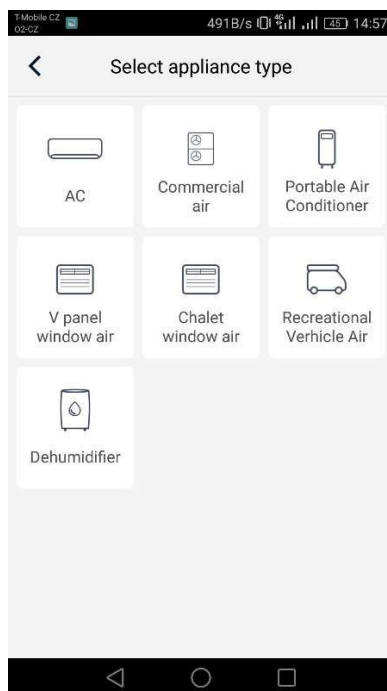 T-Mobile CZ
O2-CZ
491B/s 4G 45 14:57
Select appliance type
AC
Commercial
air
Portable Air
Conditioner
V panel
window air
Chalet
window air
Recreational
Verhicle Air
Dehumidifier